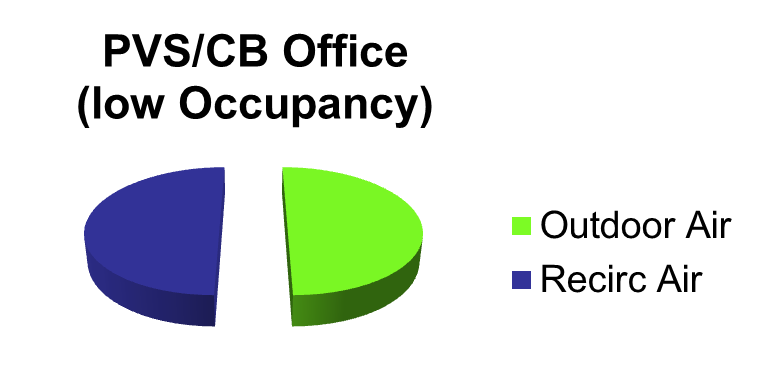 PVS/CB Office
(low Occupancy)
Outdoor Air
Recirc Air